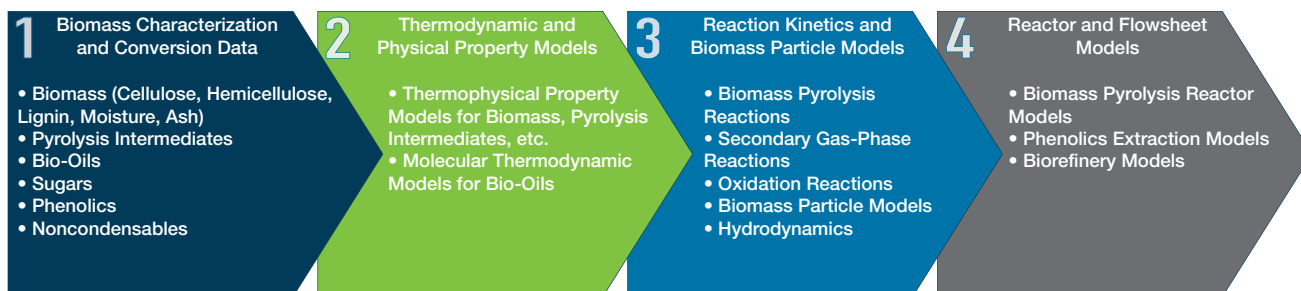 1
Biomass Characterization
and Conversion Data
• Biomass (Cellulose, Hemicellulose,
Lignin, Moisture, Ash)
• Pyrolysis Intermediates
• Bio-Oils
• Sugars
• Phenolics
• Noncondensables
2
Thermodynamic and
Physical Property Models
• Thermophysical Property
Models for Biomass, Pyrolysis
Intermediates, etc.
• Molecular Thermodynamic
Models for Bio-Oils
3
Reaction Kinetics and
Biomass Particle Models
• Biomass Pyrolysis
Reactions
• Secondary Gas-Phase
Reactions
• Oxidation Reactions
• Biomass Particle Models
• Hydrodynamics
4
Reactor and Flowsheet
Models
• Biomass Pyrolysis Reactor
Models
• Phenolics Extraction Models
• Biorefinery Models